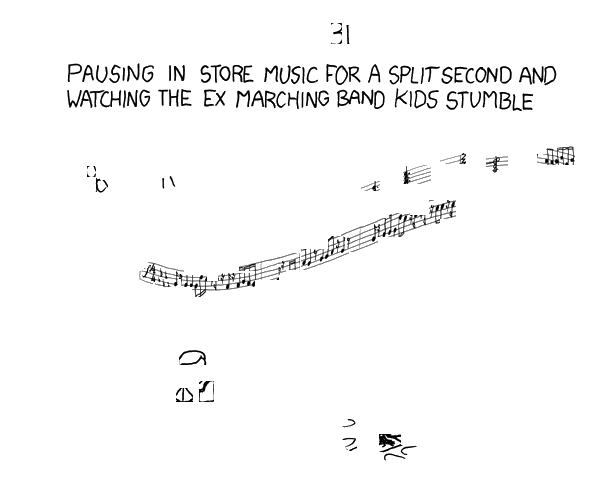 31
PAUSING IN STORE MUSIC FOR A SPLIT SECOND AND
WATCHING THE EX MARCHING BAND KIDS STUMBLE